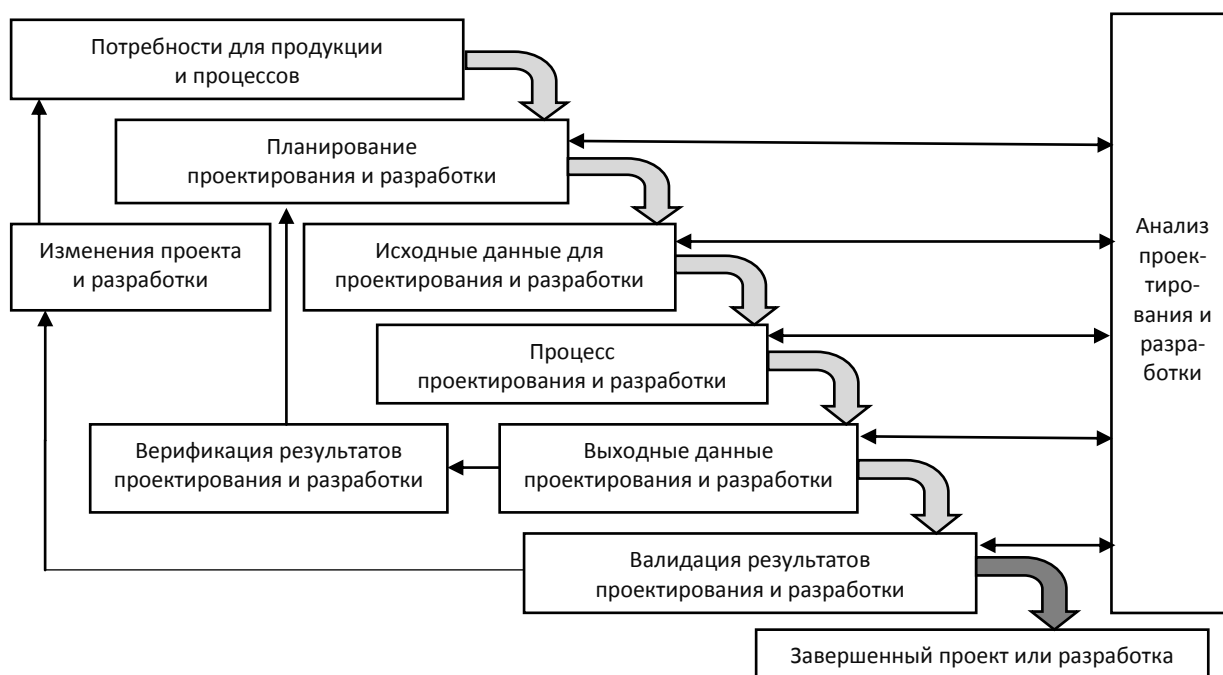 Потребности для продукции
и процессов
Планирование
проектирования и разработки
Изменения проекта
и разработки
Исходные данные для
проектирования и разработки
Анализ
проек-
тиро-
вания и
разра-
ботки
Процесс
проектирования и разработки
Верификация результатов
проектирования и разработки
Выходные данные
проектирования и разработки
Валидация результатов
проектирования и разработки
Завершенный проект или разработка